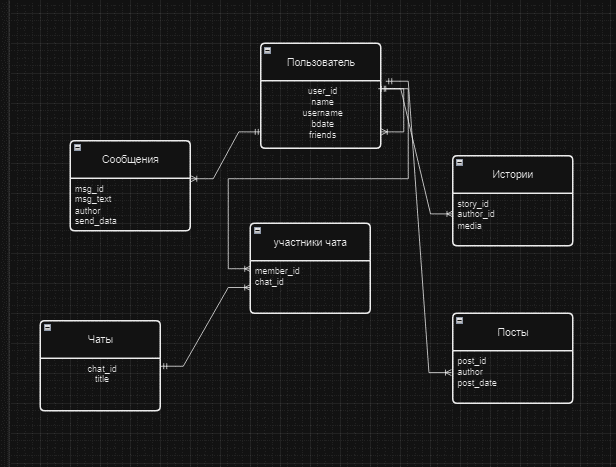 Пользователь
user_id
name
username
bdate
friends
Сообщения
msg_id
msg_text
author
send_data
Истории
story_id
author_id
media
участники чата
member_id
chat_id
Чаты
chat_id
title
Посты
post_id
author
post_date